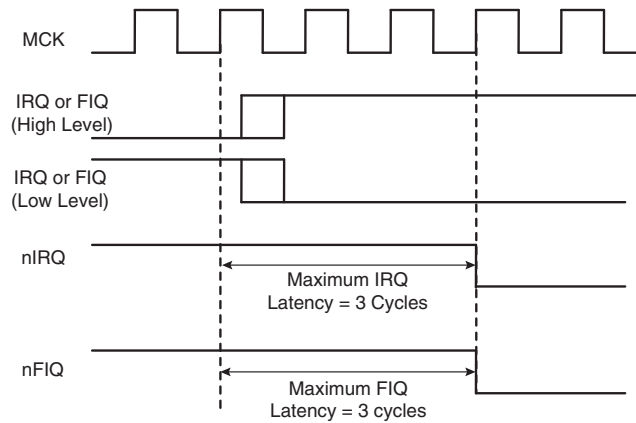 MCK
IRQ or FIQ
(High Level)
IRQ or FIQ
(Low Level)
nIRQ
Maximum IRQ
Latency = 3 Cycles
nFIQ
Maximum FIQ
Latency = 3 cycles